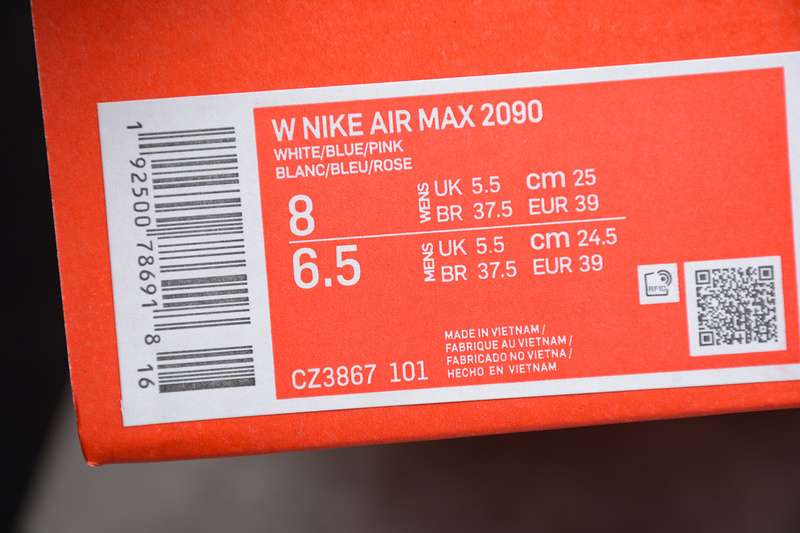 W NIKE AIR MAX 2090
WHITE/BLUE/PINK
BLANC/BLEU/ROSE
8
WENS
UK 5.5 cm 25
BR 37.5 EUR 39
6.5
MENS
UK 5.5 cm 24.5
BR 37.5 EUR 39
RFID
MADE IN VIETNAM /
FABRIQUE AU VIETNAM /
FABRICADO NO VIETNA /
HECHO EN VIETNAM
CZ3867 101
1 92500 78691 8 16